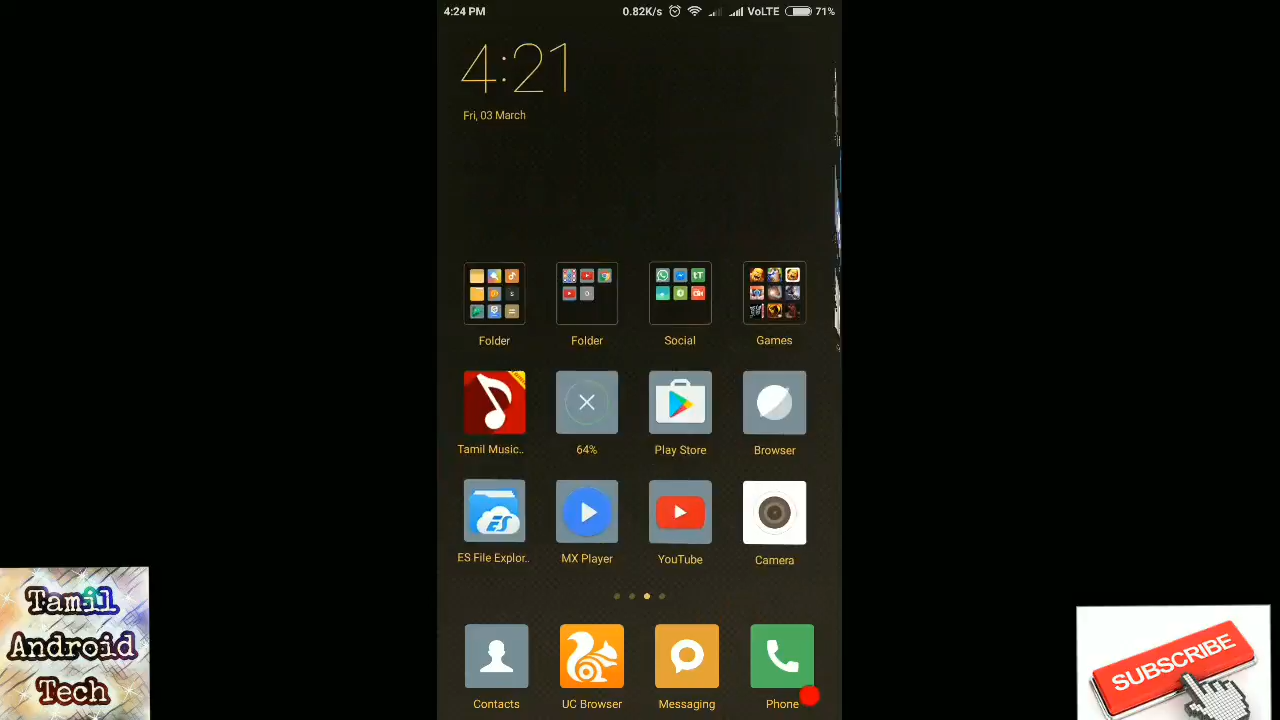 4:24 PM 0.82K/s VoLTE 71%
4:21
Fri, 03 March
Folder Folder Social Games
Tamil Music.. 64% Play Store Browser
ES
ES File Explor.. MX Player YouTube Camera
Contacts UC Browser Messaging Phone
Tamil
Android
Tech
SUBSCRIBE